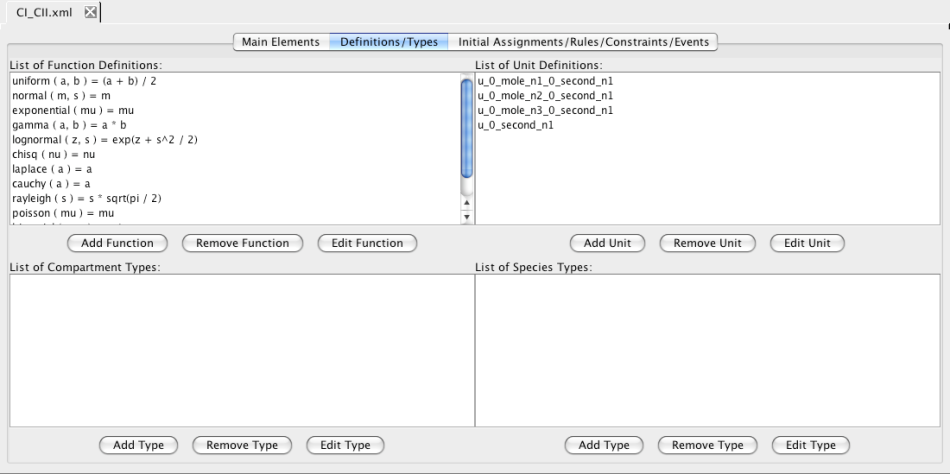 CI_CII.xml
Main Elements
Definitions/Types
Initial Assignments/Rules/Constraints/Events
List of Function Definitions:
uniform ( a, b ) = (a + b) / 2
normal ( m, s ) = m
exponential ( mu ) = mu
gamma ( a, b ) = a * b
lognormal ( z, s ) = exp(z + s^2 / 2)
chisq ( nu ) = nu
laplace ( a ) = a
cauchy ( a ) = a
rayleigh ( s ) = s * sqrt(pi / 2)
poisson ( mu ) = mu
Add Function
Remove Function
Edit Function
List of Unit Definitions:
u_0_mole_n1_0_second_n1
u_0_mole_n2_0_second_n1
u_0_mole_n3_0_second_n1
u_0_second_n1
Add Unit
Remove Unit
Edit Unit
List of Compartment Types:
Add Type
Remove Type
Edit Type
List of Species Types:
Add Type
Remove Type
Edit Type